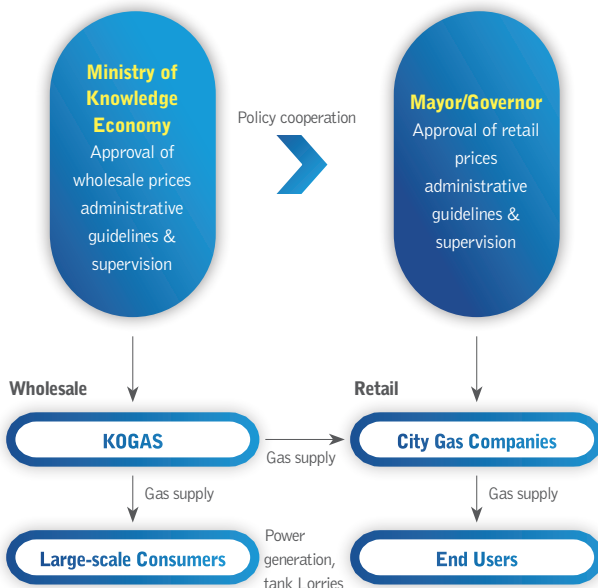 Ministry of
Knowledge
Economy
Approval of
wholesale prices
administrative
guidelines &
supervision
Policy cooperation
Mayor/Governor
Approval of retail
prices
administrative
guidelines &
supervision
Wholesale
KOGAS
Gas supply
Retail
City Gas Companies
Gas supply
Large-scale Consumers
Power
generation,
tank Lorries
Gas supply
End Users